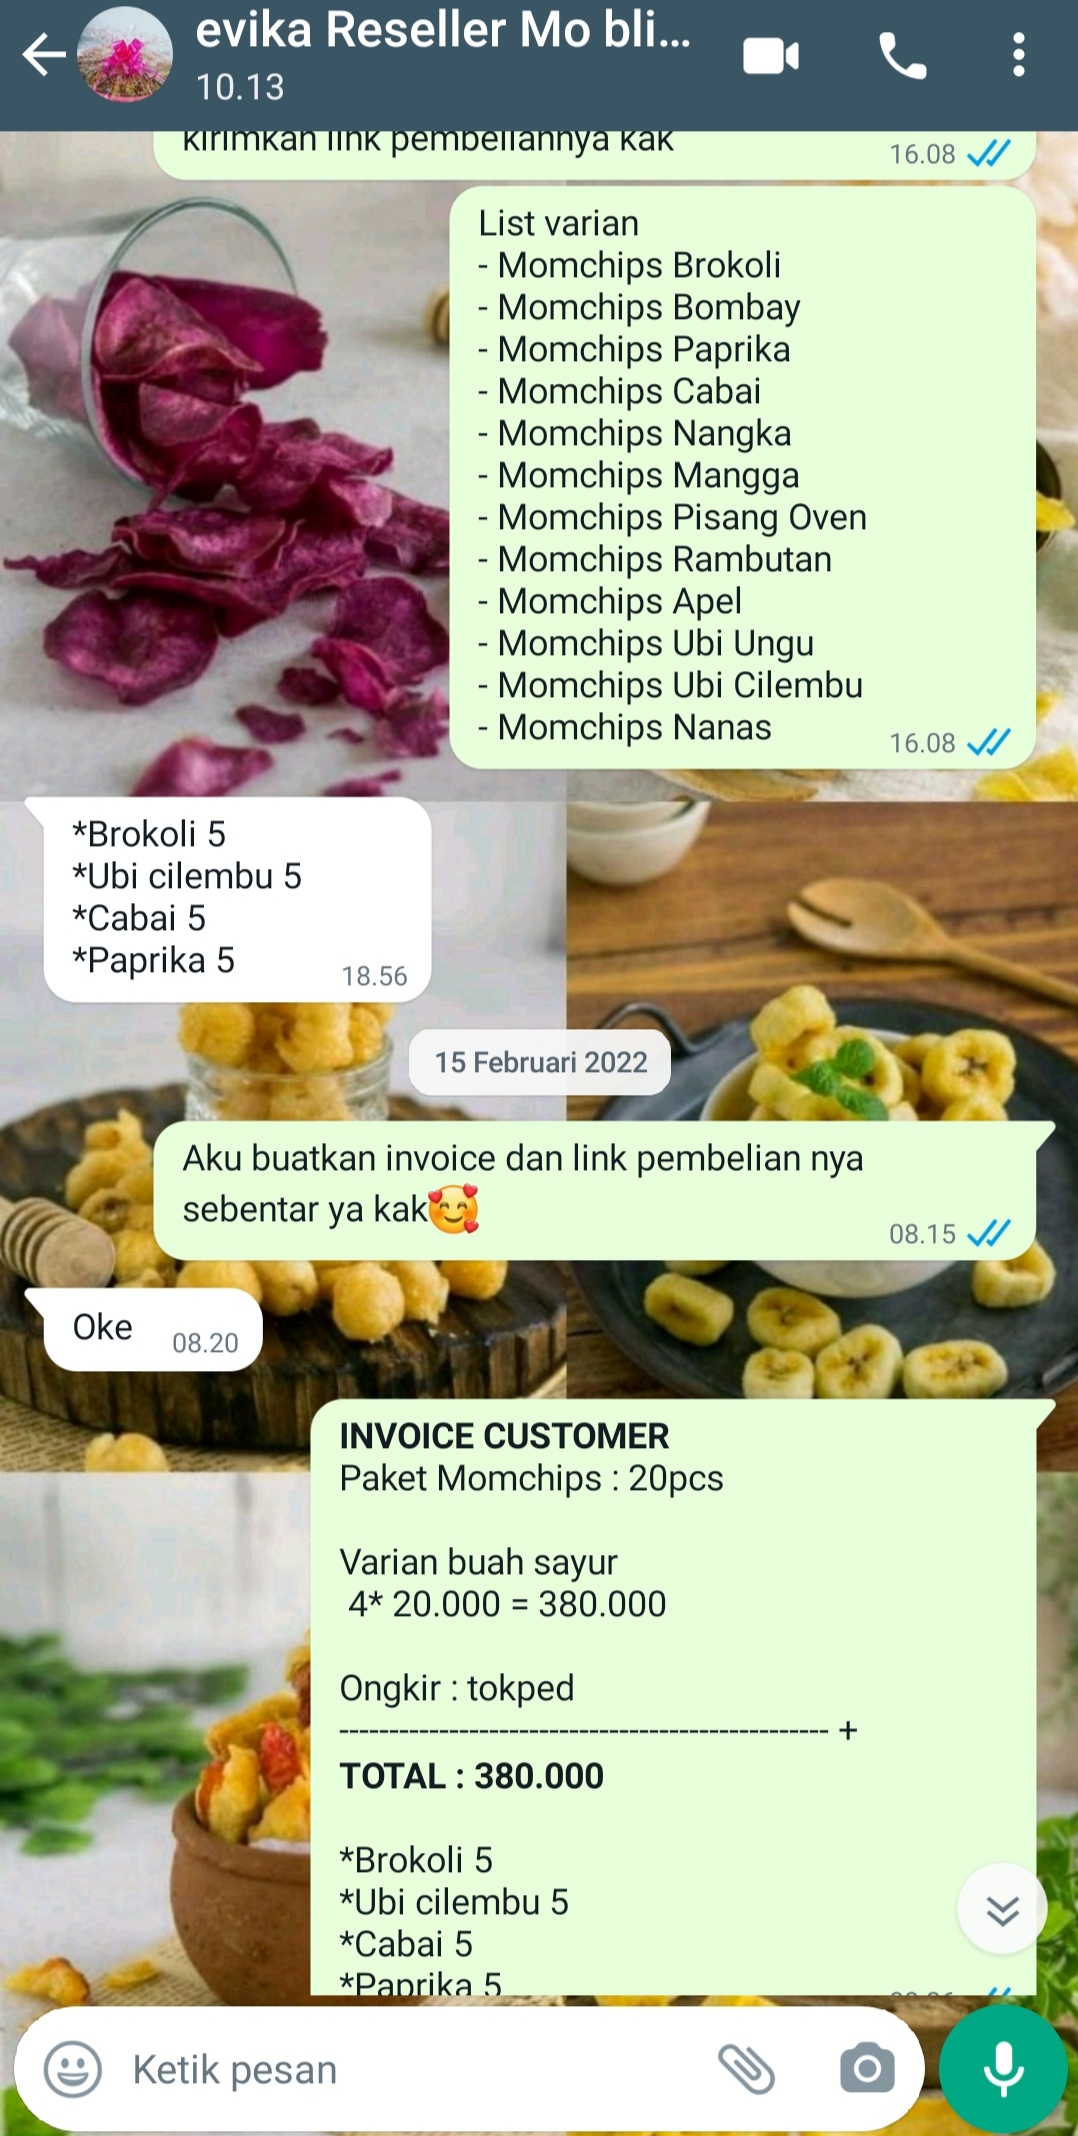 evika Reseller Mo bli...
10.13
kirimkan link pembeliannya kak
16.08
List varian
- Momchips Brokoli
- Momchips Bombay
- Momchips Paprika
- Momchips Cabai
- Momchips Nangka
- Momchips Mangga
- Momchips Pisang Oven
- Momchips Rambutan
- Momchips Apel
- Momchips Ubi Ungu
- Momchips Ubi Cilembu
- Momchips Nanas
16.08
*Brokoli 5
*Ubi cilembu 5
*Cabai 5
*Paprika 5
18.56
15 Februari 2022
Aku buatkan invoice dan link pembelian nya
sebentar ya kak🥰
08.15
Oke
08.20
INVOICE CUSTOMER
Paket Momchips : 20pcs
Varian buah sayur
4* 20.000 = 380.000
Ongkir : tokped
------------------------------------------------- +
TOTAL : 380.000
*Brokoli 5
*Ubi cilembu 5
*Cabai 5
*Paprika 5
Ketik pesan